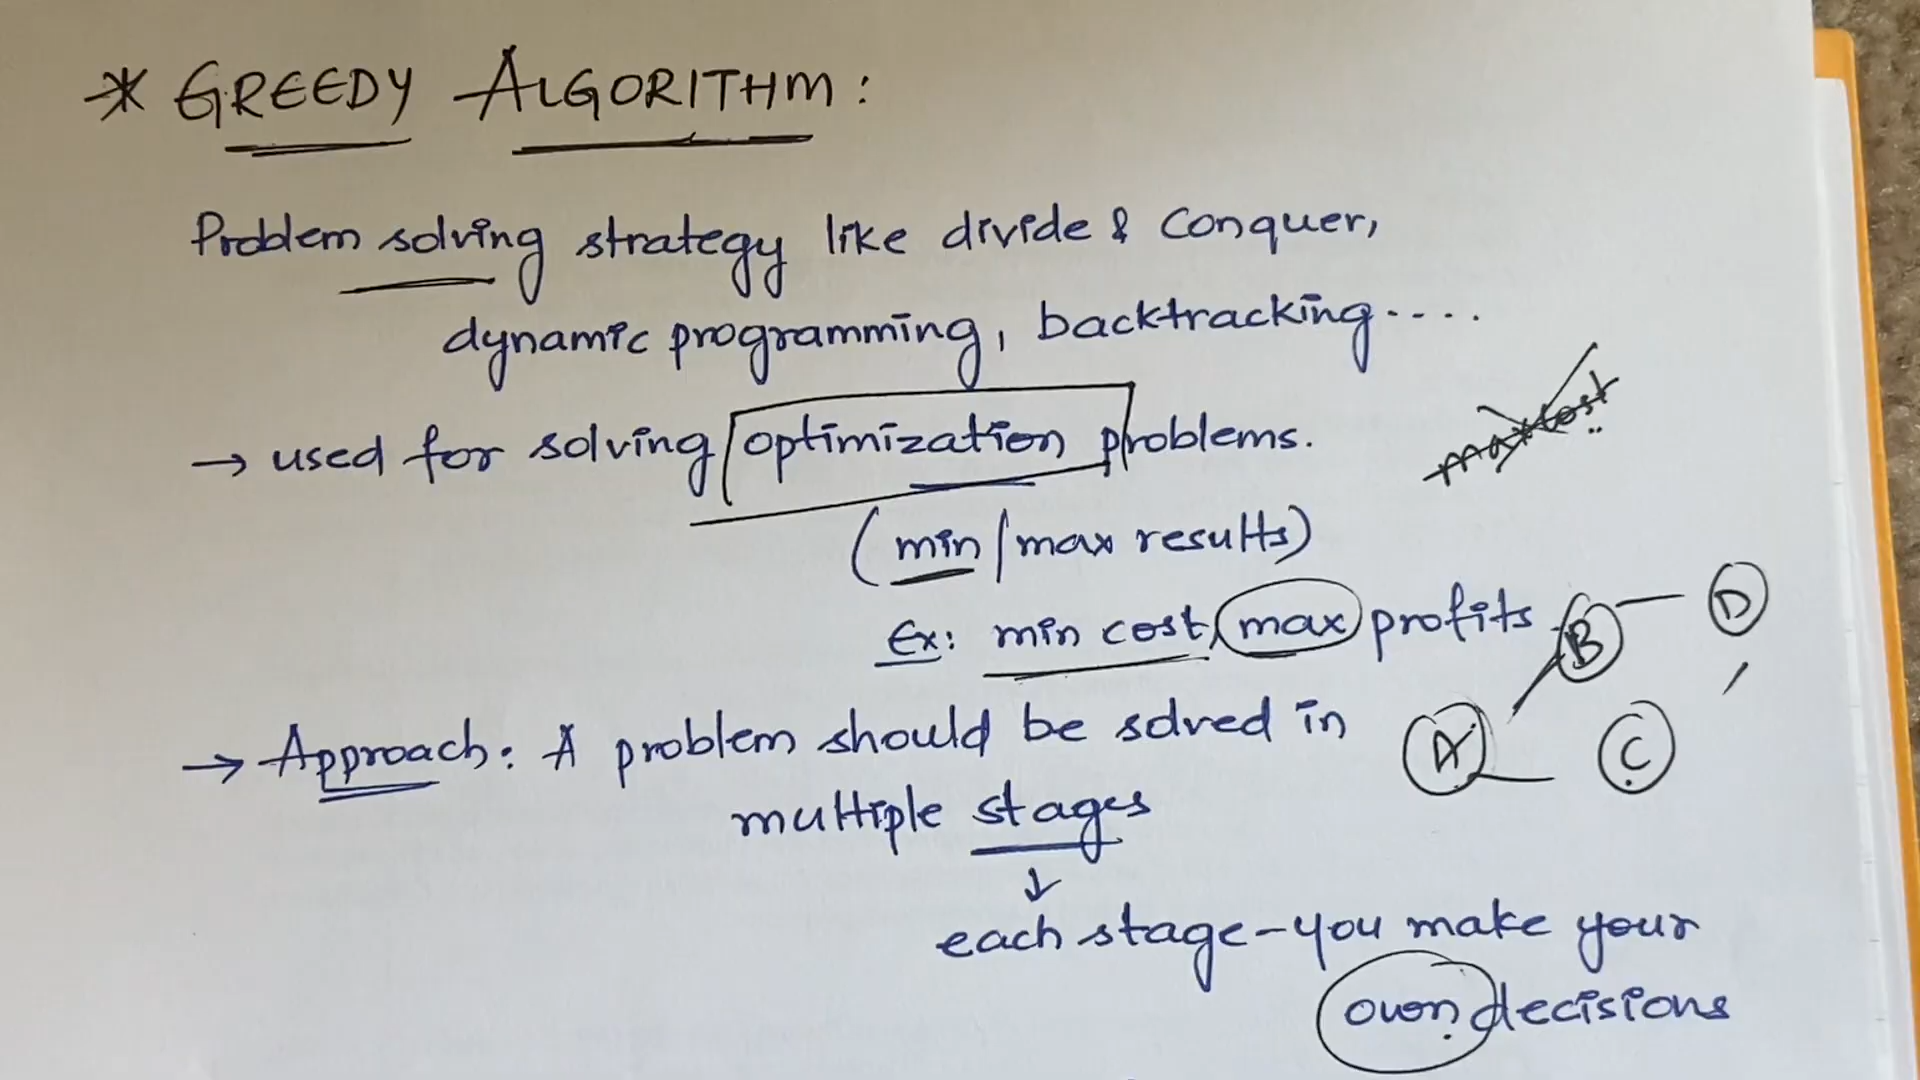 * GREEDY ALGORITHM:
Problem solving strategy like divide & conquer,
dynamic programming, backtracking....
→ used for solving optimization problems.
max cost
(min/max results)
Ex: min cost, max profits
B D
→ Approach: A problem should be solved in
A C
multiple stages
↓
each stage-you make your
own decisions